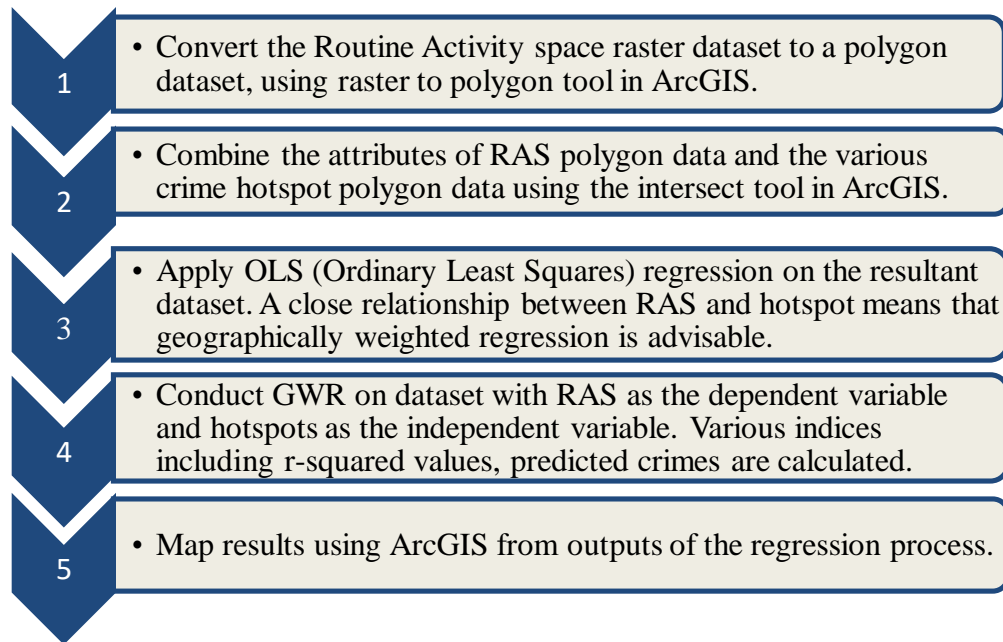 1
• Convert the Routine Activity space raster dataset to a polygon
dataset, using raster to polygon tool in ArcGIS.
2
• Combine the attributes of RAS polygon data and the various
crime hotspot polygon data using the intersect tool in ArcGIS.
3
• Apply OLS (Ordinary Least Squares) regression on the resultant
dataset. A close relationship between RAS and hotspot means that
geographically weighted regression is advisable.
4
• Conduct GWR on dataset with RAS as the dependent variable
and hotspots as the independent variable. Various indices
including r-squared values, predicted crimes are calculated.
5
• Map results using ArcGIS from outputs of the regression process.